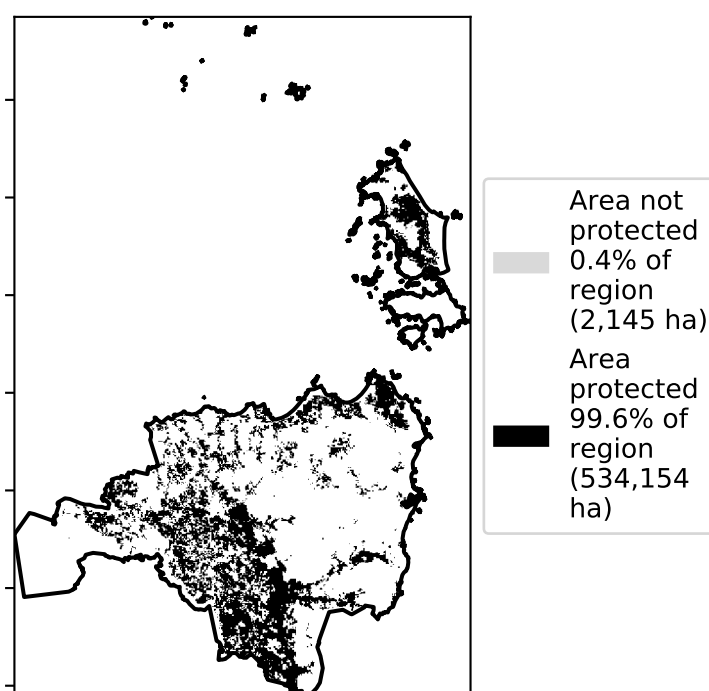 Area not
protected
0.4% of
region
(2,145 ha)
Area
protected
99.6% of
region
(534,154
ha)